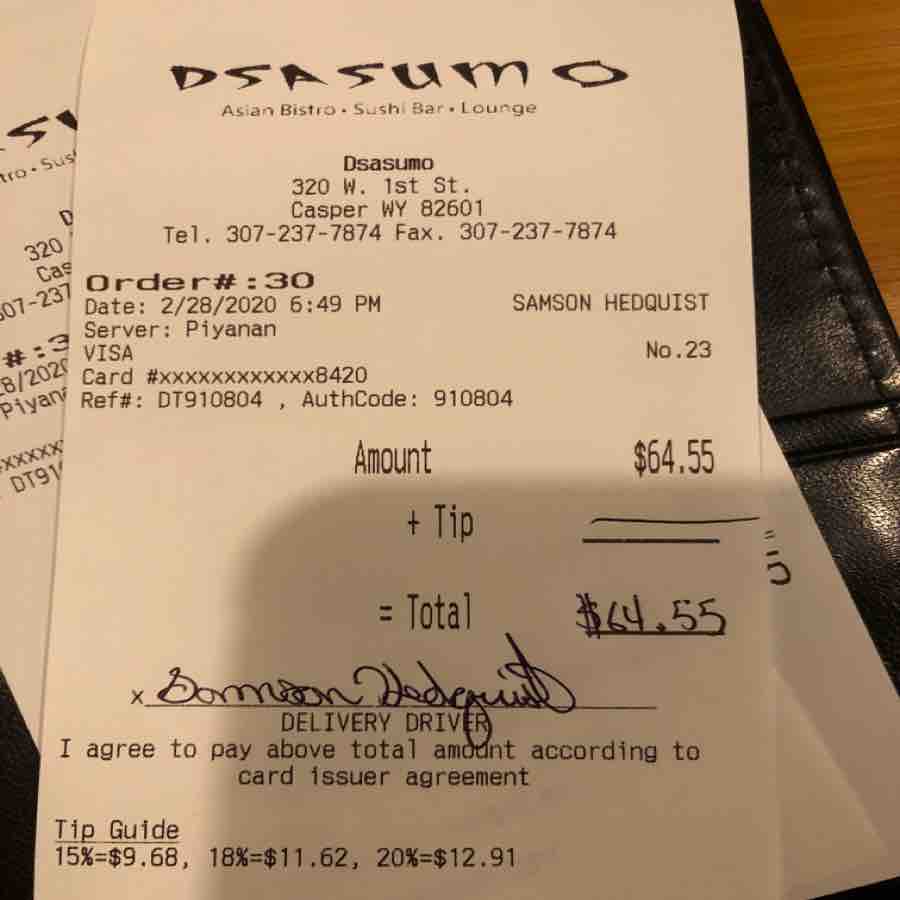 DSASUMO
Asian Bistro • Sushi Bar • Lounge
Dsasumo
320 W. 1st St.
Casper WY 82601
Tel. 307-237-7874 Fax. 307-237-7874
Order#:30
Date: 2/28/2020 6:49 PM SAMSON HEDQUIST
Server: Piyanan
VISA No.23
Card #xxxxxxxxxxxx8420
Ref#: DT910804 , AuthCode: 910804
Amount $64.55
+ Tip
= Total $64.55
x Samson Hedquist
DELIVERY DRIVER
I agree to pay above total amount according to
card issuer agreement
Tip Guide
15%=$9.68, 18%=$11.62, 20%=$12.91